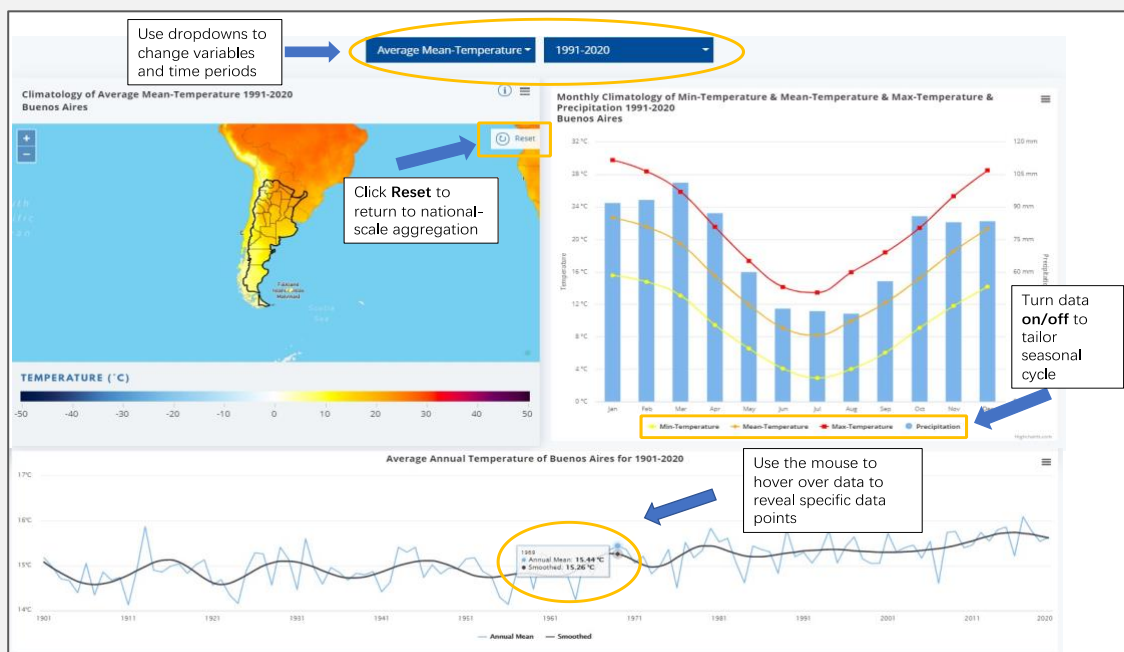 Use dropdowns to
change variables
and time periods
Average Mean-Temperature
1991-2020
Climatology of Average Mean-Temperature 1991-2020
Buenos Aires
+
−
Reset
Click Reset to
return to national-
scale aggregation
TEMPERATURE (°C)
-50 -40 -30 -20 -10 0 10 20 30 40 50
Monthly Climatology of Min-Temperature & Mean-Temperature & Max-Temperature &
Precipitation 1991-2020
Buenos Aires
32 °C
28 °C
24 °C
20 °C
16 °C
12 °C
8 °C
4 °C
0 °C
Temperature
120 mm
105 mm
90 mm
75 mm
60 mm
Jan Feb Mar Apr May Jun Jul Aug Sep Oct Nov
Min-Temperature Mean-Temperature Max-Temperature Precipitation
Highcharts.com
Turn data
on/off to
tailor
seasonal
cycle
Average Annual Temperature of Buenos Aires for 1901-2020
Use the mouse to
hover over data to
reveal specific data
points
17°C
16°C
15°C
14°C
Annual Mean: 15.44 °C
Smoothed: 15.26 °C
1901 1911 1921 1931 1941 1951 1961 1971 1981 1991 2001 2011 2020
Annual Mean Smoothed